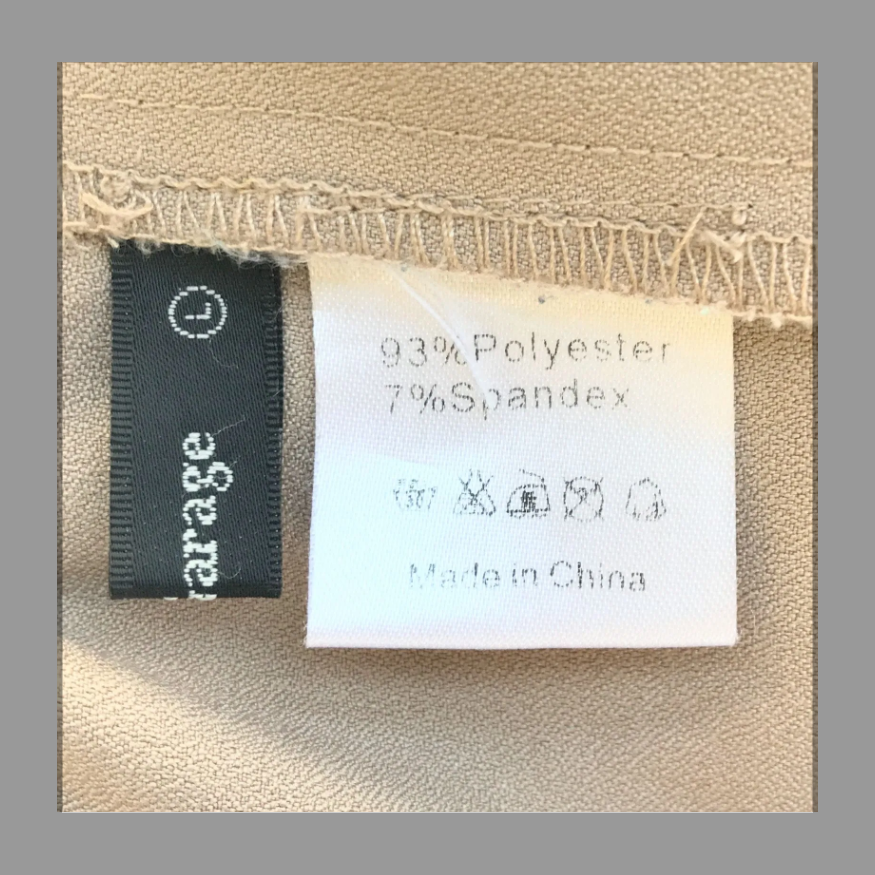 L
arage
93%Polyester
7%Spandex
Made in China